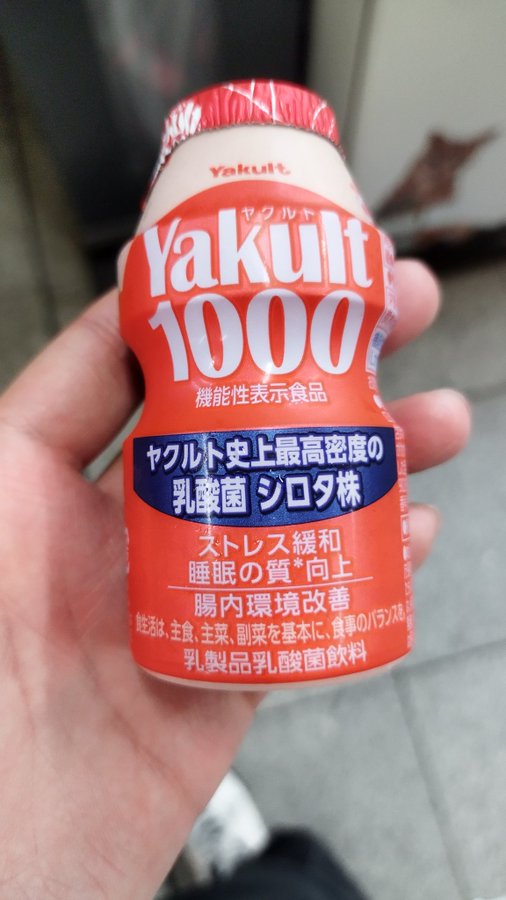 Yakult
ヤクルト
Yakult
1000
機能性表示食品
ヤクルト史上最高密度の
乳酸菌 シロタ株
ストレス緩和
睡眠の質*向上
腸内環境改善
食生活は、主食、主菜、副菜を基本に、食事のバランスを。
乳製品乳酸菌飲料